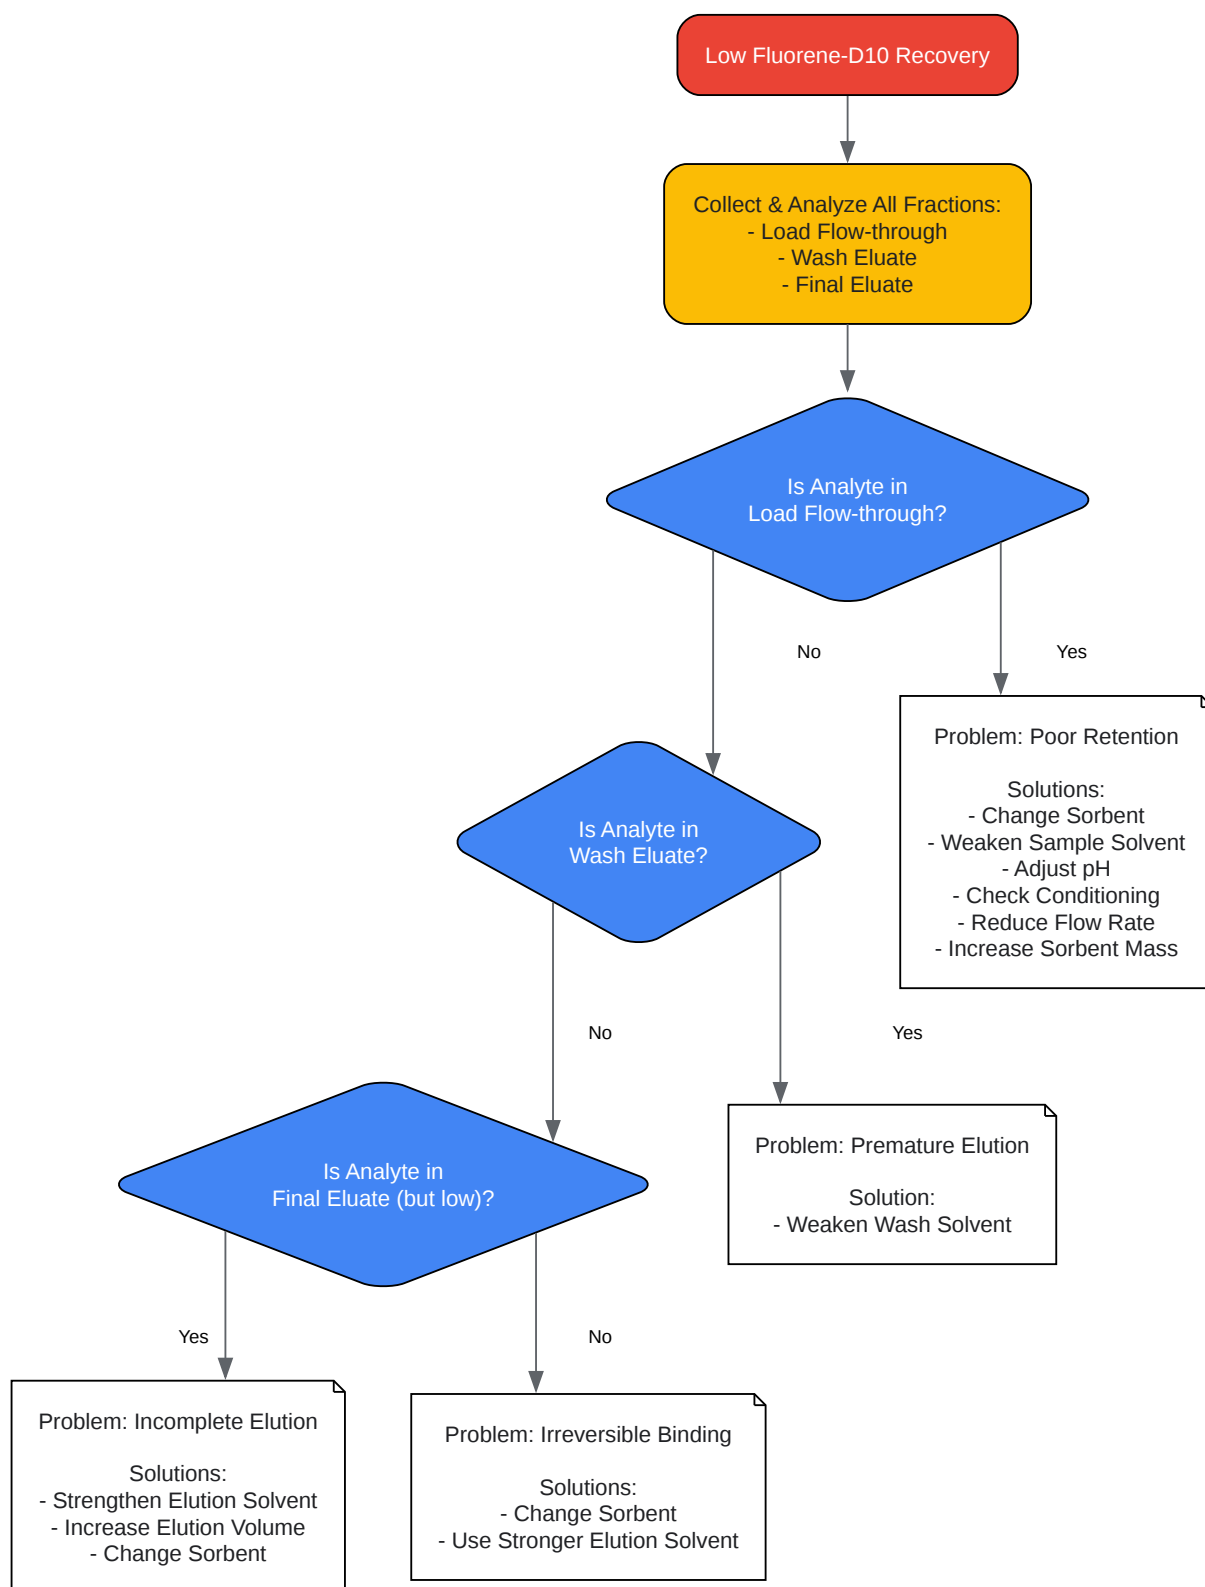 Low Fluorene-D10 Recovery
Collect & Analyze All Fractions:
- Load Flow-through
- Wash Eluate
- Final Eluate
Is Analyte in
Load Flow-through?
No
Yes
Problem: Poor Retention
Solutions:
- Change Sorbent
- Weaken Sample Solvent
- Adjust pH
- Check Conditioning
- Reduce Flow Rate
- Increase Sorbent Mass
Is Analyte in
Wash Eluate?
No
Yes
Problem: Premature Elution
Solution:
- Weaken Wash Solvent
Is Analyte in
Final Eluate (but low)?
Yes
No
Problem: Incomplete Elution
Solutions:
- Strengthen Elution Solvent
- Increase Elution Volume
- Change Sorbent
Problem: Irreversible Binding
Solutions:
- Change Sorbent
- Use Stronger Elution Solvent